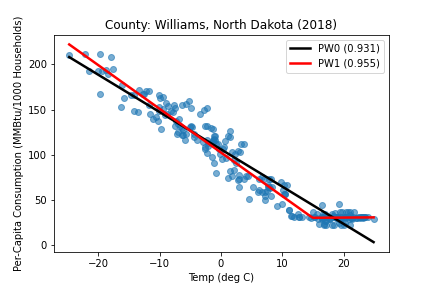 County: Williams, North Dakota (2018)
PW0 (0.931)
PW1 (0.955)
Per-Capita Consumption (MMBtu/1000 Households)
200
150
100
50
0
−20
−10
0
10
20
Temp (deg C)